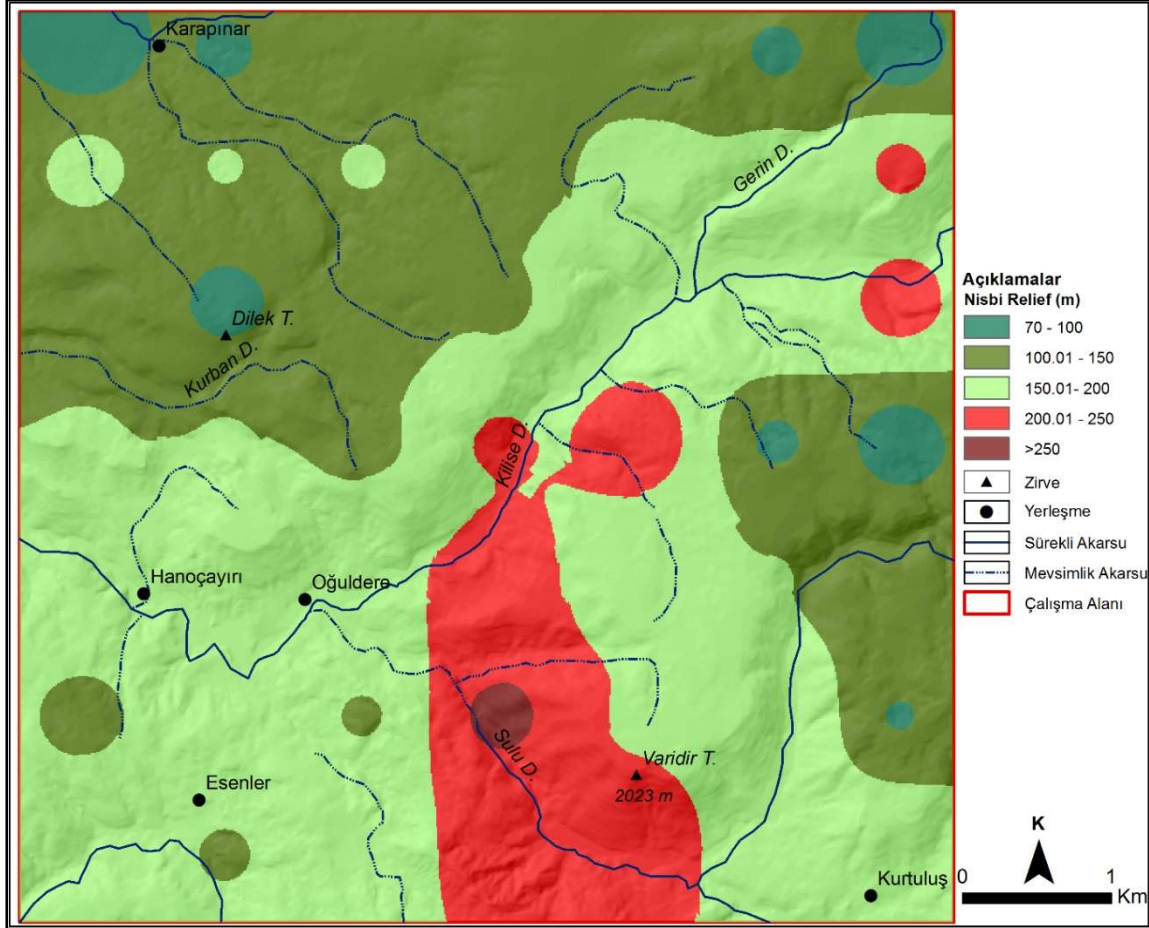 Karapınar
Gerin D.
Dilek T.
Kurban D.
Kilise D.
Hanoçayırı
Oğuldere
Sulu D.
Varidir T.
2023 m
Esenler
Kurtuluş
Açıklamalar
Nisbi Relief (m)
70 - 100
100.01 - 150
150.01- 200
200.01 - 250
>250
Zirve
Yerleşme
Sürekli Akarsu
Mevsimlik Akarsu
Çalışma Alanı
K
0 1
Km